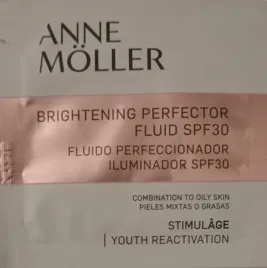 ANNE
MÖLLER
BRIGHTENING PERFECTOR
FLUID SPF30
FLUIDO PERFECCIONADOR
ILUMINADOR SPF30
COMBINATION TO OILY SKIN
PIELES MIXTAS O GRASAS
STIMULÂGE
| YOUTH REACTIVATION